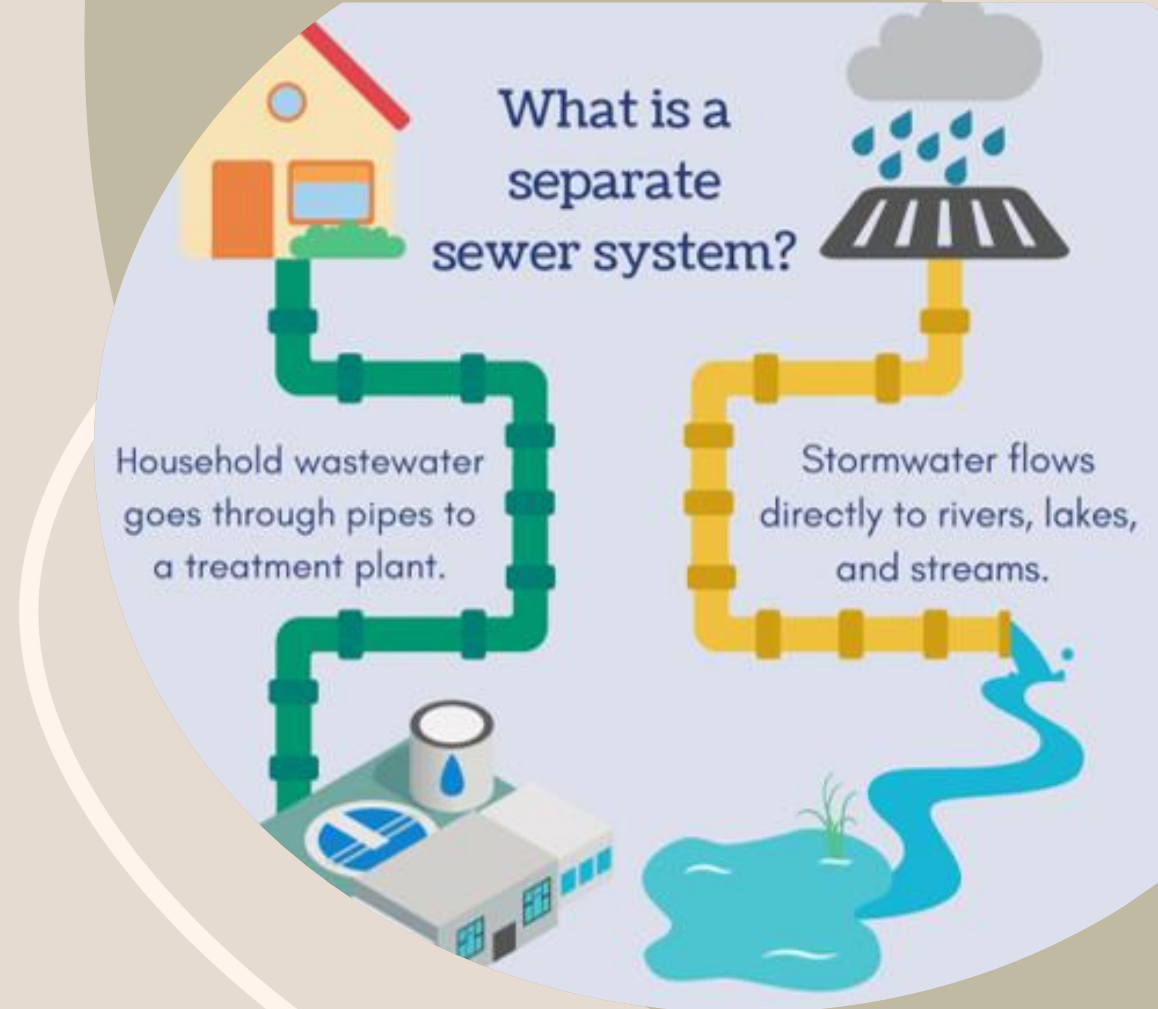 What is a
separate
sewer system?
Household wastewater
goes through pipes to
a treatment plant.
Stormwater flows
directly to rivers, lakes,
and streams.